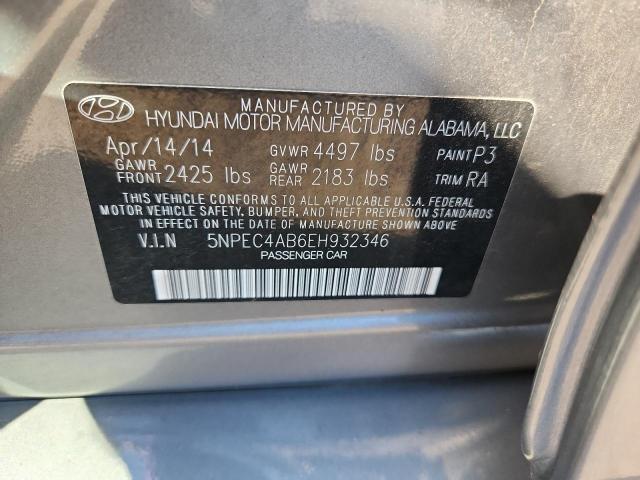 MANUFACTURED BY
HYUNDAI MOTOR MANUFACTURING ALABAMA, LLC
Apr/14/14 GVWR 4497 lbs PAINT P3
GAWR FRONT 2425 lbs GAWR REAR 2183 lbs TRIM RA
THIS VEHICLE CONFORMS TO ALL APPLICABLE U.S.A. FEDERAL
MOTOR VEHICLE SAFETY, BUMPER, AND THEFT PREVENTION STANDARDS
IN EFFECT ON THE DATE OF MANUFACTURE SHOWN ABOVE
V.I.N 5NPEC4AB6EH932346
PASSENGER CAR